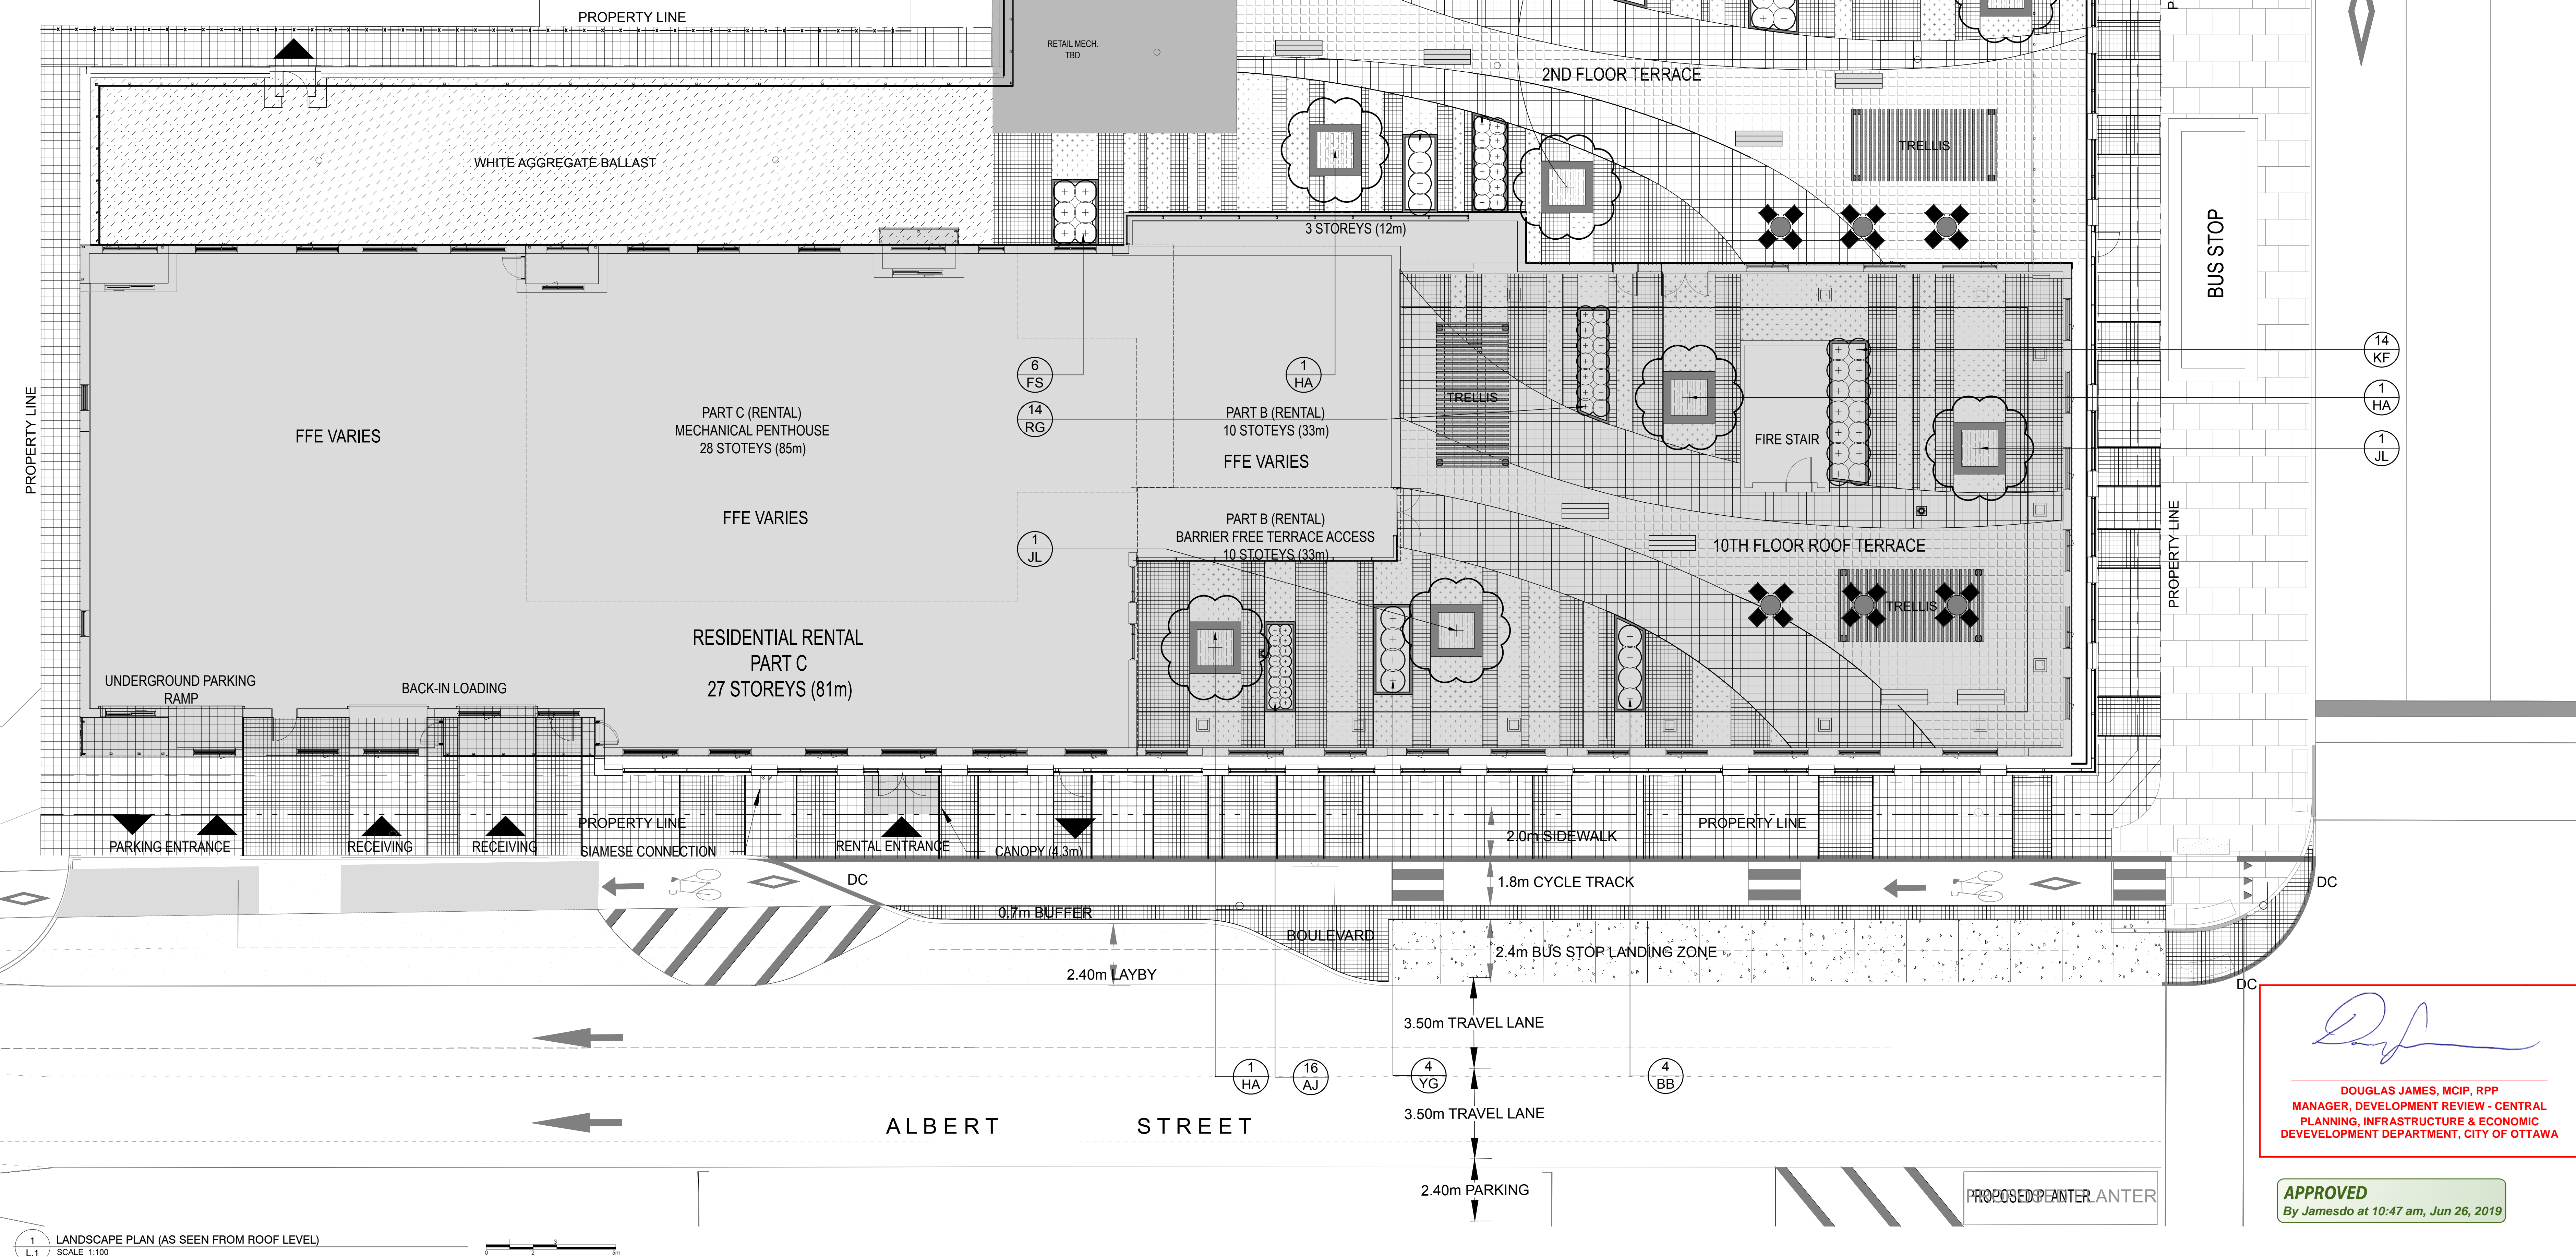 PROPERTY LINE
RETAIL MECH.
TBD
2ND FLOOR TERRACE
TRELLIS
WHITE AGGREGATE BALLAST
3 STOREYS (12m)
BUS STOP
PROPERTY LINE
6
FS
1
HA
14
RG
14
KF
1
HA
1
JL
FFE VARIES
PART C (RENTAL)
MECHANICAL PENTHOUSE
28 STOTEYS (85m)
PART B (RENTAL)
10 STOTEYS (33m)
FFE VARIES
TRELLIS
FIRE STAIR
FFE VARIES
PART B (RENTAL)
BARRIER FREE TERRACE ACCESS
10 STOTEYS (33m)
1
JL
10TH FLOOR ROOF TERRACE
PROPERTY LINE
TRELLIS
RESIDENTIAL RENTAL
PART C
27 STOREYS (81m)
UNDERGROUND PARKING
RAMP
BACK-IN LOADING
PROPERTY LINE
2.0m SIDEWALK
PROPERTY LINE
PARKING ENTRANCE
RECEIVING
RECEIVING
SIAMESE CONNECTION
RENTAL ENTRANCE
CANOPY (4.3m)
DC
1.8m CYCLE TRACK
DC
0.7m BUFFER
BOULEVARD
2.4m BUS STOP LANDING ZONE
2.40m LAYBY
DC
3.50m TRAVEL LANE
1
HA
16
AJ
4
YG
4
BB
3.50m TRAVEL LANE
ALBERT STREET
2.40m PARKING
PROPOSED PLANTER
DOUGLAS JAMES, MCIP, RPP
MANAGER, DEVELOPMENT REVIEW - CENTRAL
PLANNING, INFRASTRUCTURE & ECONOMIC
DEVEVELOPMENT DEPARTMENT, CITY OF OTTAWA
APPROVED
By Jamesdo at 10:47 am, Jun 26, 2019
1
L.1
LANDSCAPE PLAN (AS SEEN FROM ROOF LEVEL)
SCALE 1:100
0 1 2 3 5m